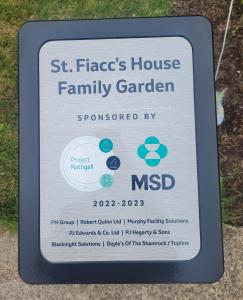 St. Fiacc's House
Family Garden
SPONSORED BY
Project
Rathgall
MSD
2022-2023
PM Group | Robert Quinn Ltd | Murphy Facility Solutions
PJ Edwards & Co. Ltd | PJ Hegarty & Sons
Blacknight Solutions | Doyle's Of The Shamrock / Topline